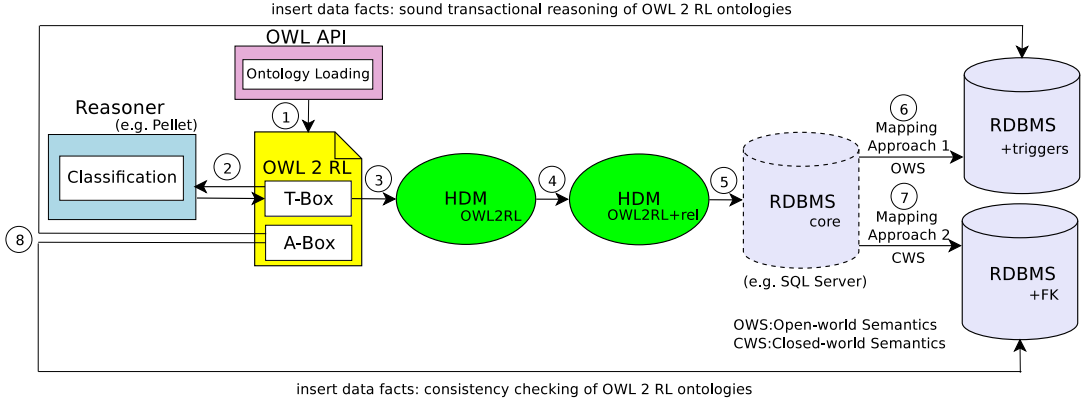 insert data facts: sound transactional reasoning of OWL 2 RL ontologies
OWL API
Ontology Loading
Reasoner
(e.g. Pellet)
1
Classification
2
OWL 2 RL
T-Box
A-Box
3
HDM
OWL2RL
4
HDM
OWL2RL+rel
5
RDBMS
core
(e.g. SQL Server)
6
Mapping
Approach 1
OWS
RDBMS
+triggers
7
Mapping
Approach 2
CWS
RDBMS
+FK
8
OWS:Open-world Semantics
CWS:Closed-world Semantics
insert data facts: consistency checking of OWL 2 RL ontologies